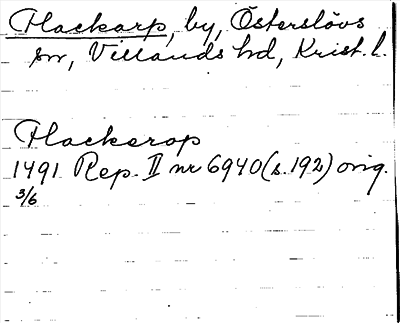 Flackarp, by, Österslövs
sn, Villands hd, Krist. l.
Flackerop
1491 Rep. II nr 6940 (s. 192) orig.
3/6